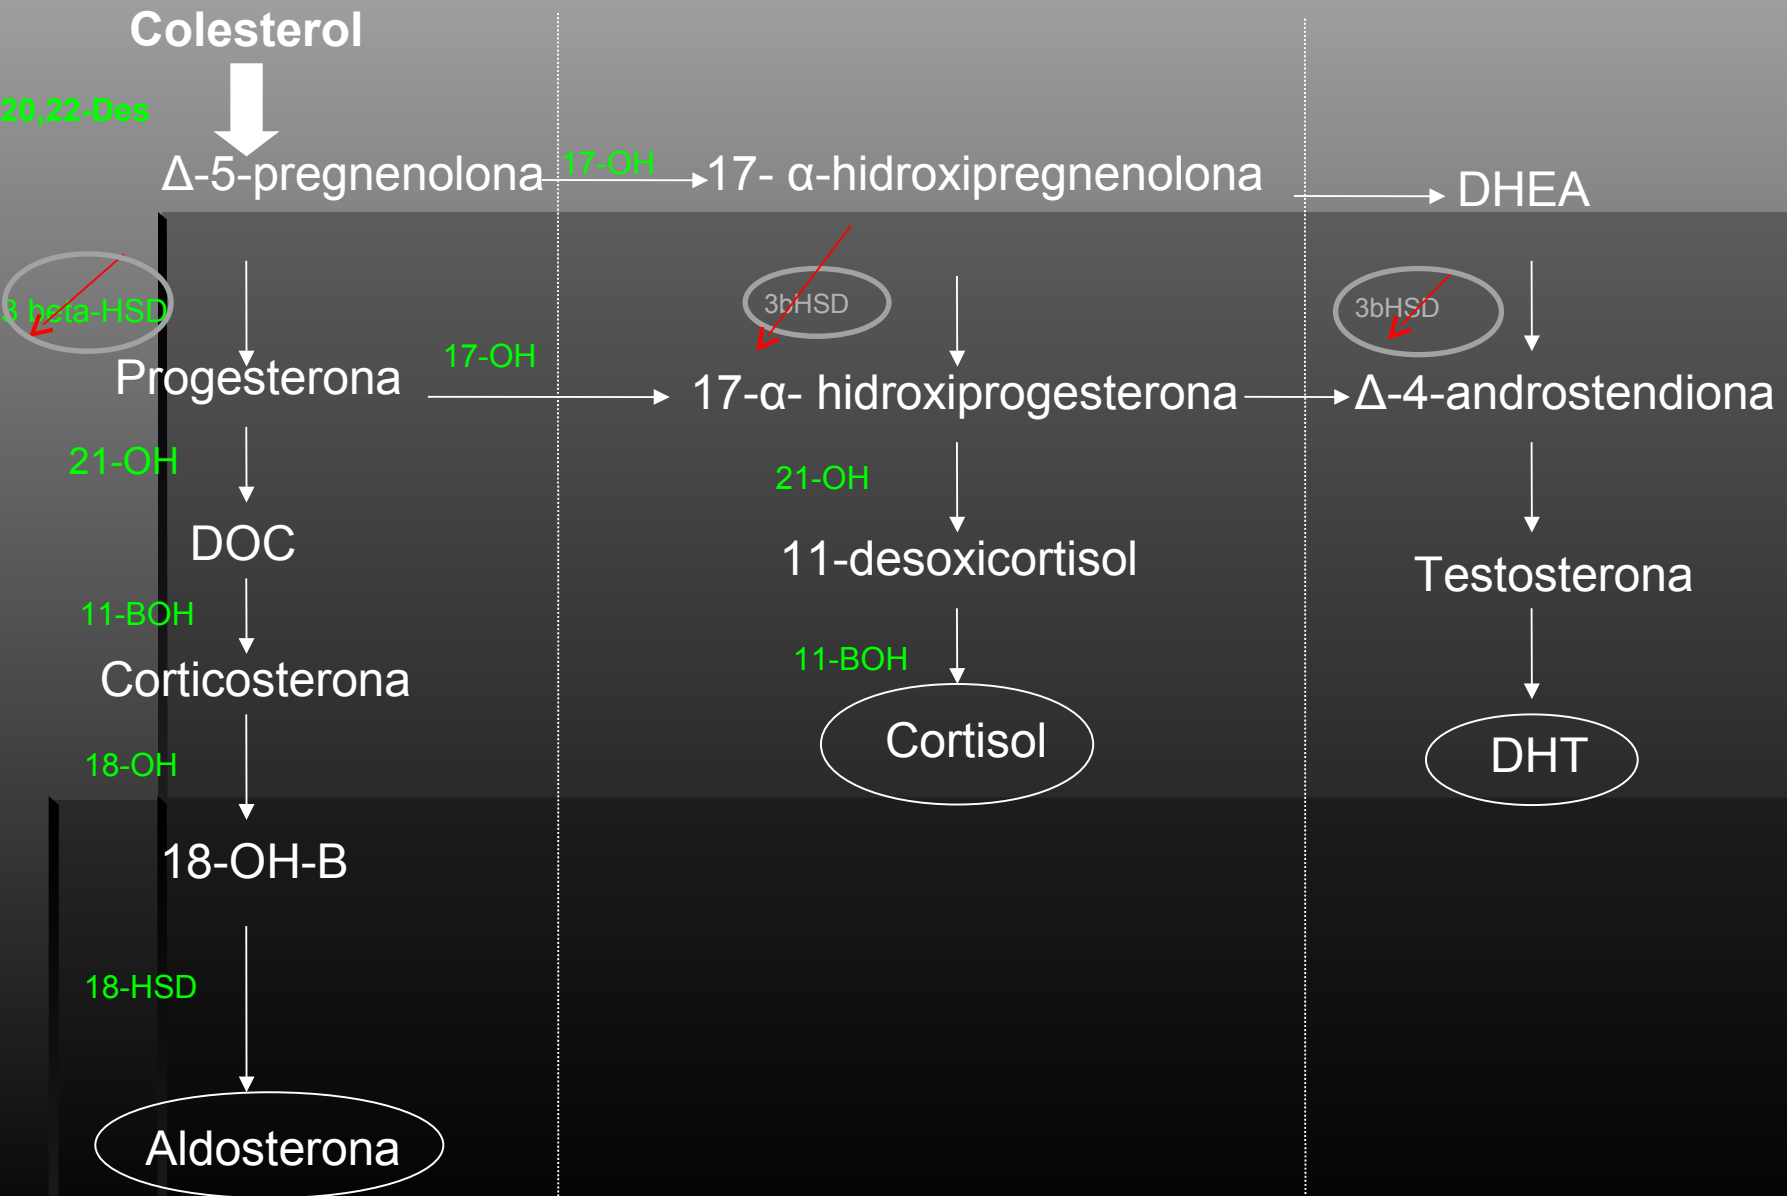 Colesterol
20,22-Des
Δ-5-pregnenolona
17-OH
17- α-hidroxipregnenolona
DHEA
3 beta-HSD
3bHSD
3bHSD
Progesterona
17-OH
17-α- hidroxiprogesterona
Δ-4-androstendiona
21-OH
21-OH
DOC
11-desoxicortisol
Testosterona
11-BOH
11-BOH
Corticosterona
Cortisol
DHT
18-OH
18-OH-B
18-HSD
Aldosterona